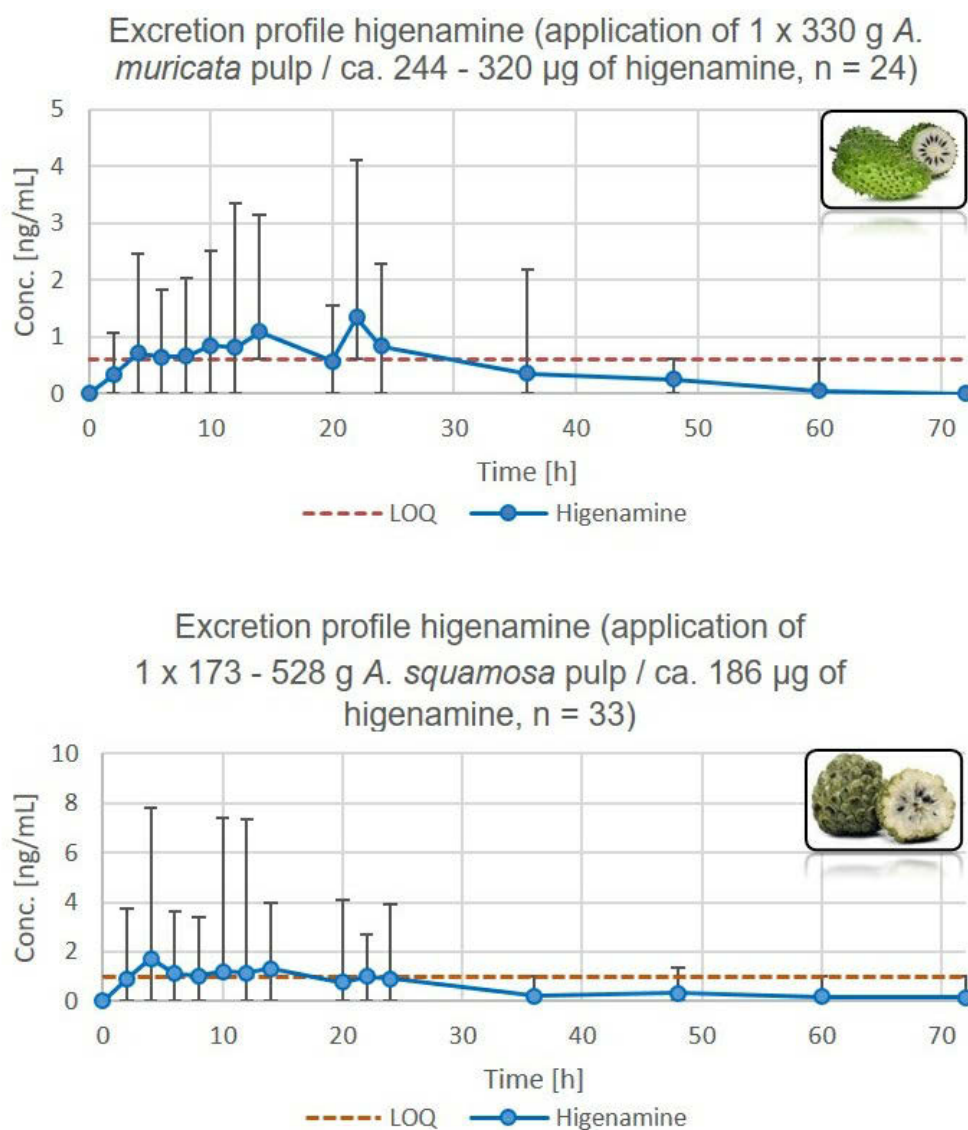 Excretion profile higenamine (application of 1 x 330 g A.
muricata pulp / ca. 244 - 320 µg of higenamine, n = 24)
5
4
3
2
1
0
Conc. [ng/mL]
0 10 20 30 40 50 60 70
Time [h]
LOQ Higenamine
Excretion profile higenamine (application of
1 x 173 - 528 g A. squamosa pulp / ca. 186 µg of
higenamine, n = 33)
10
8
6
4
2
0
Conc. [ng/mL]
0 10 20 30 40 50 60 70
Time [h]
LOQ Higenamine